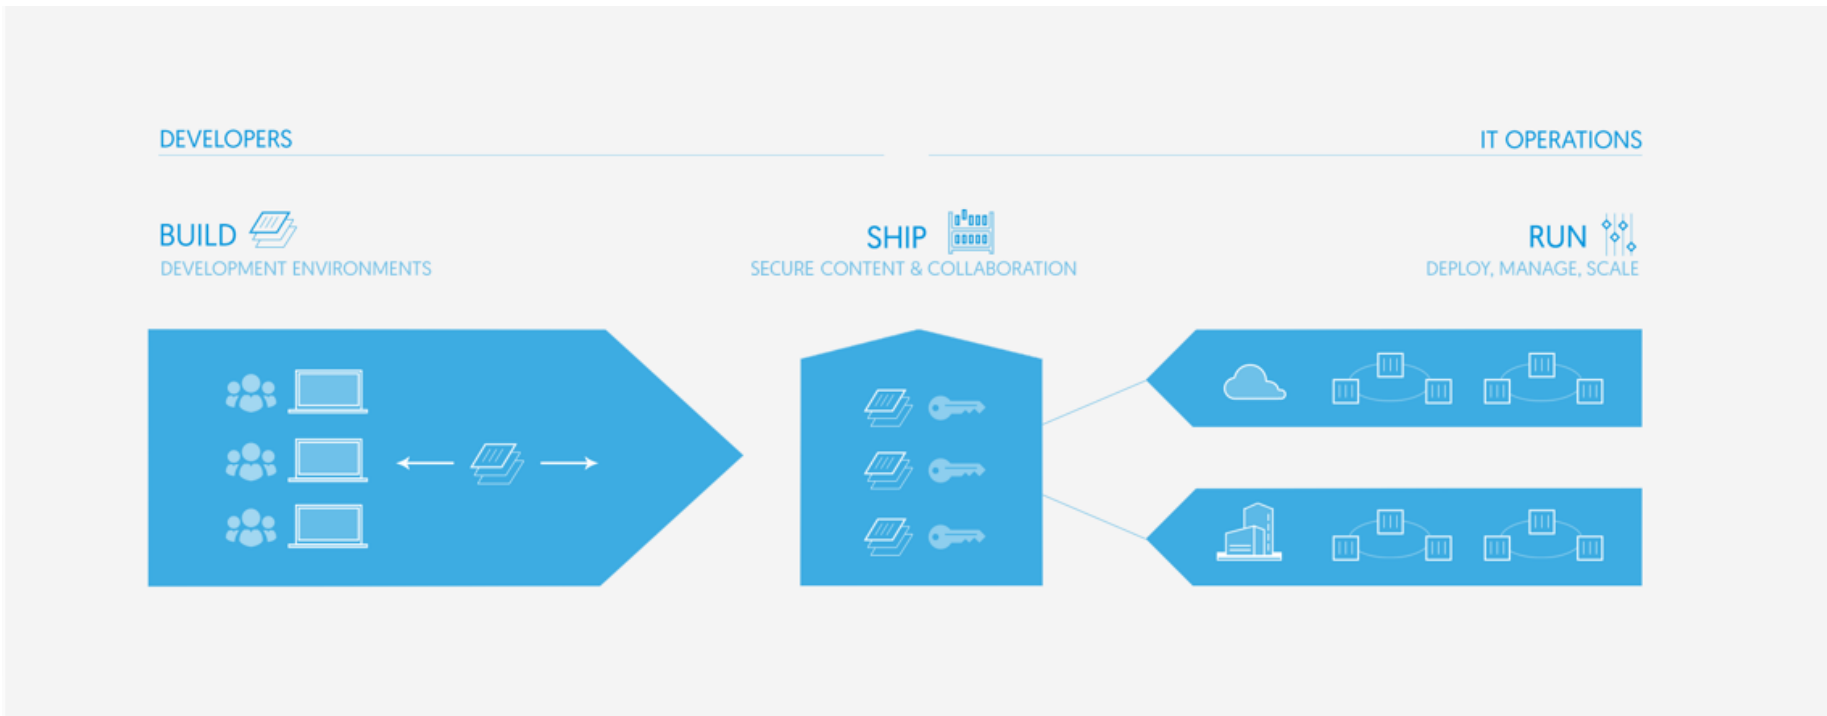 DEVELOPERS
IT OPERATIONS
BUILD
DEVELOPMENT ENVIRONMENTS
SHIP
SECURE CONTENT & COLLABORATION
RUN
DEPLOY, MANAGE, SCALE